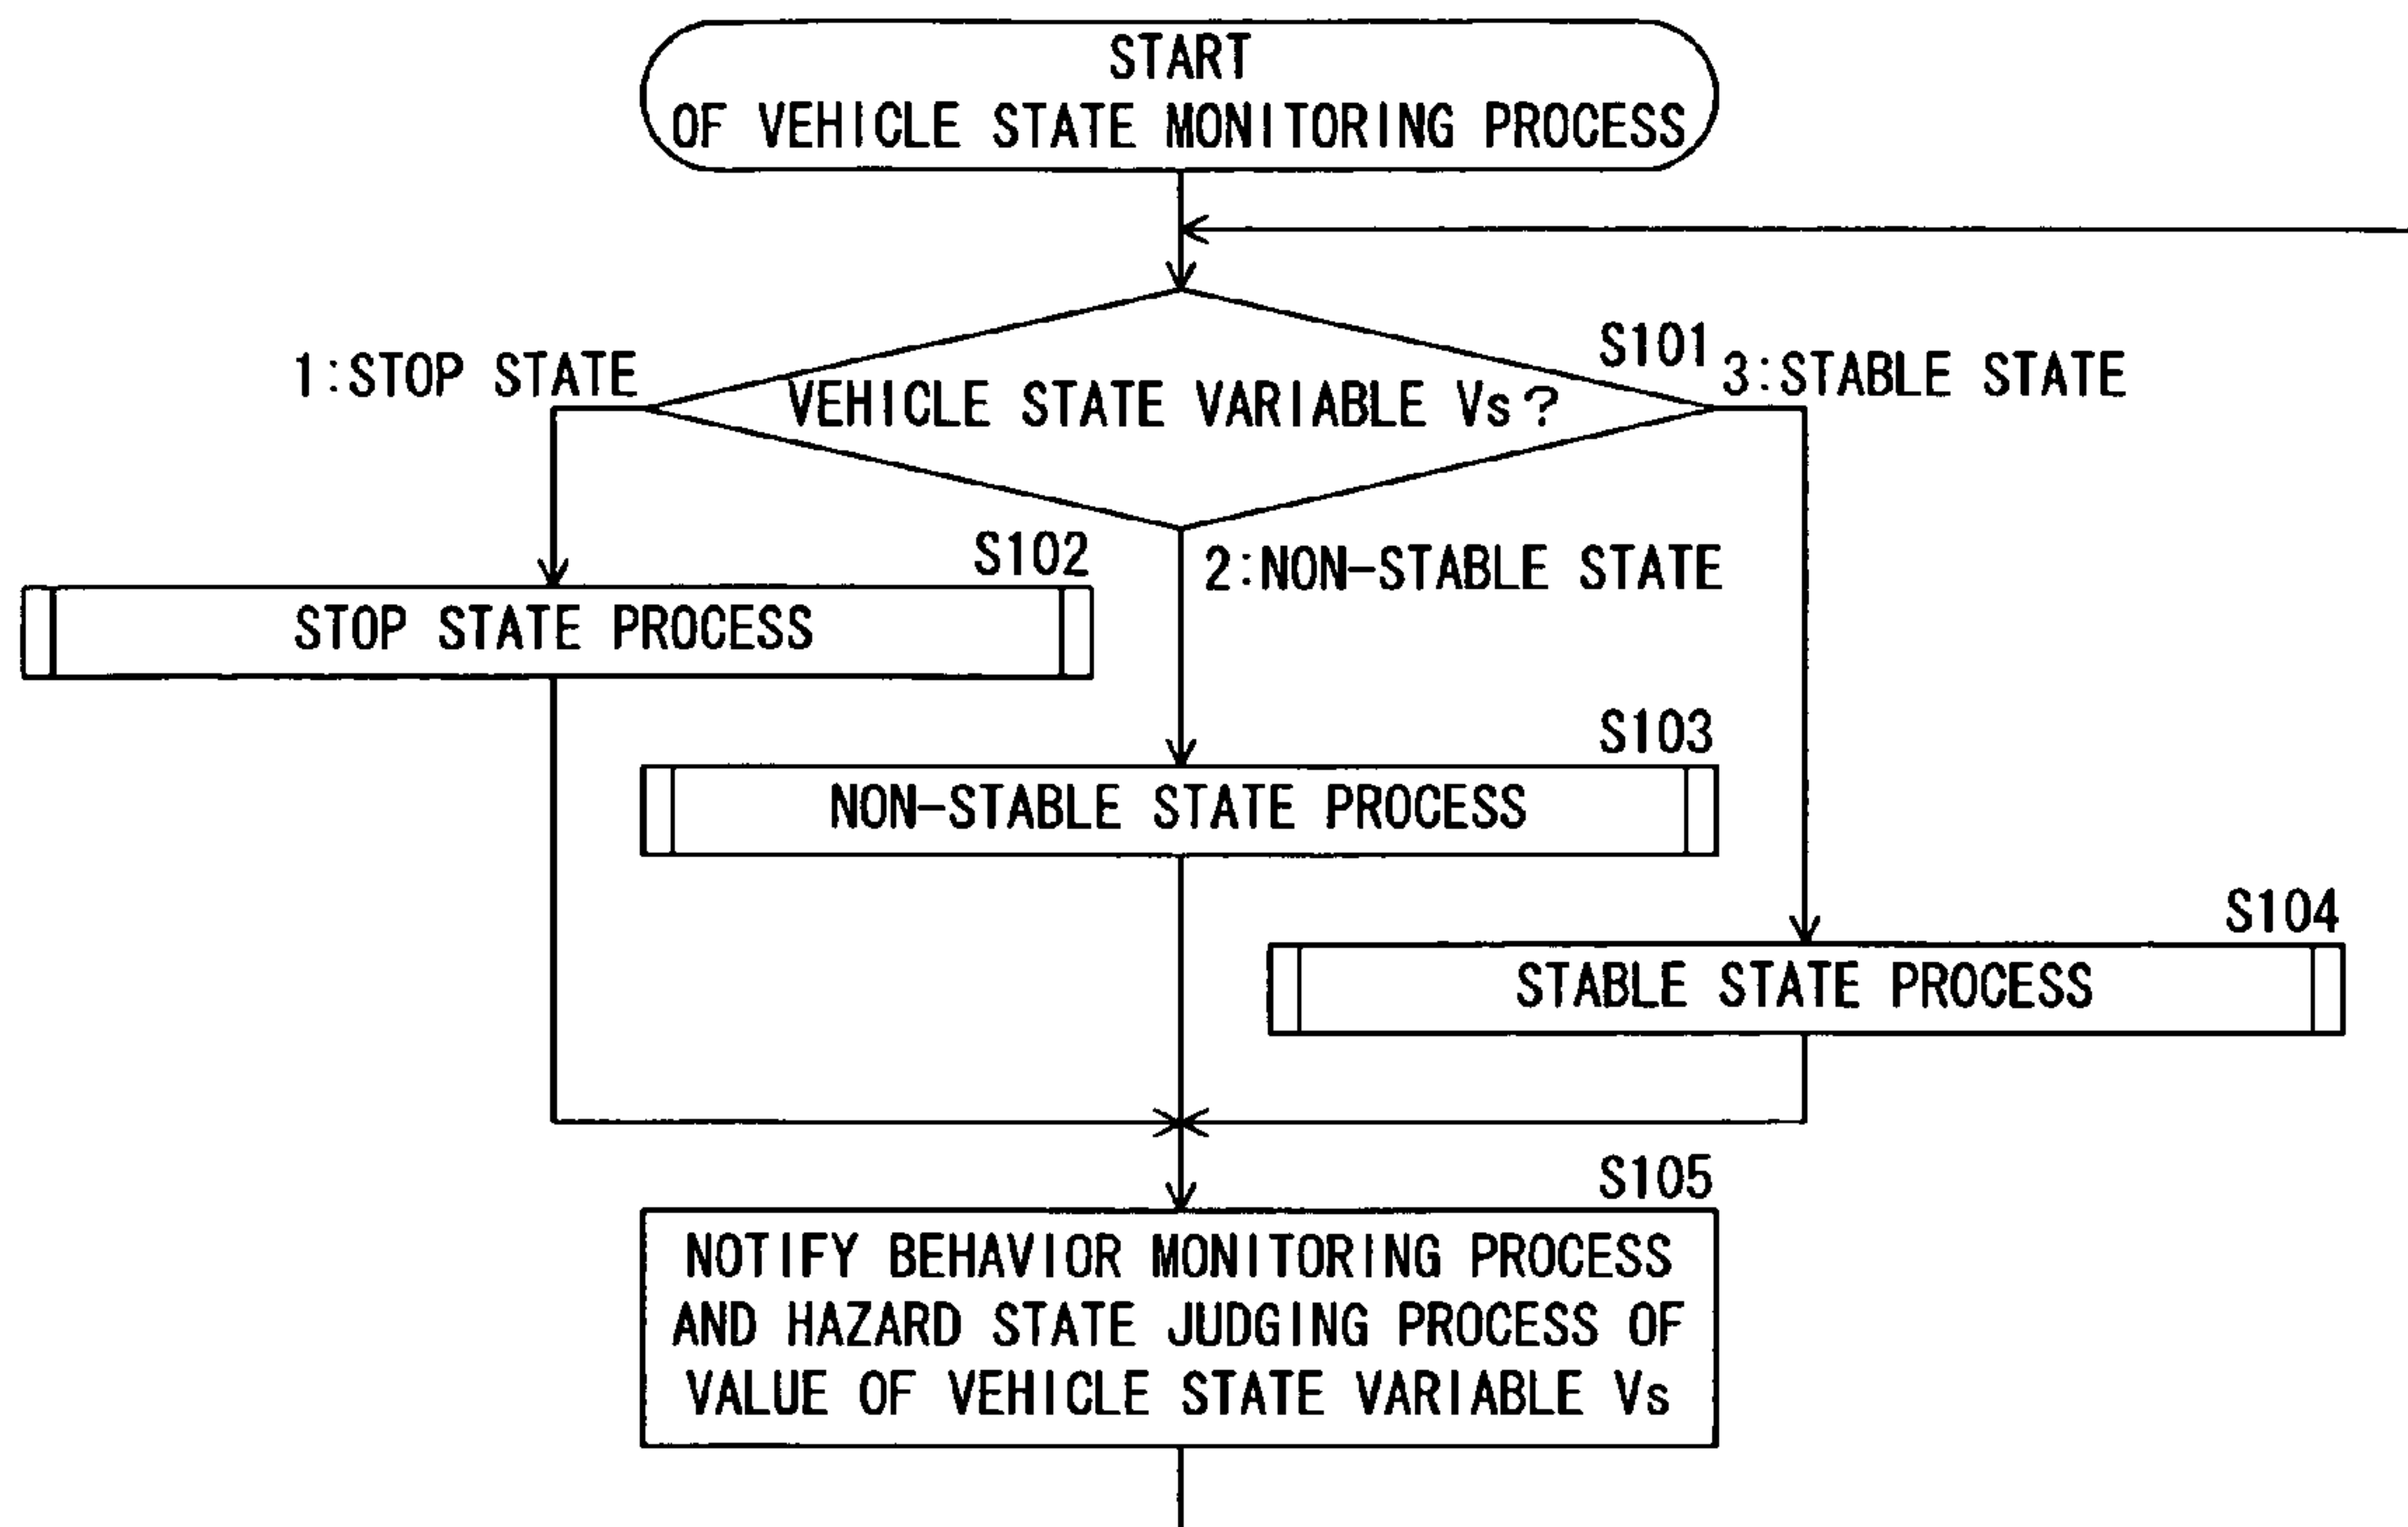 START
OF VEHICLE STATE MONITORING PROCESS
S101
1:STOP STATE
3:STABLE STATE
VEHICLE STATE VARIABLE Vs?
S102
2:NON-STABLE STATE
STOP STATE PROCESS
S103
NON-STABLE STATE PROCESS
S104
STABLE STATE PROCESS
S105
NOTIFY BEHAVIOR MONITORING PROCESS
AND HAZARD STATE JUDGING PROCESS OF
VALUE OF VEHICLE STATE VARIABLE Vs